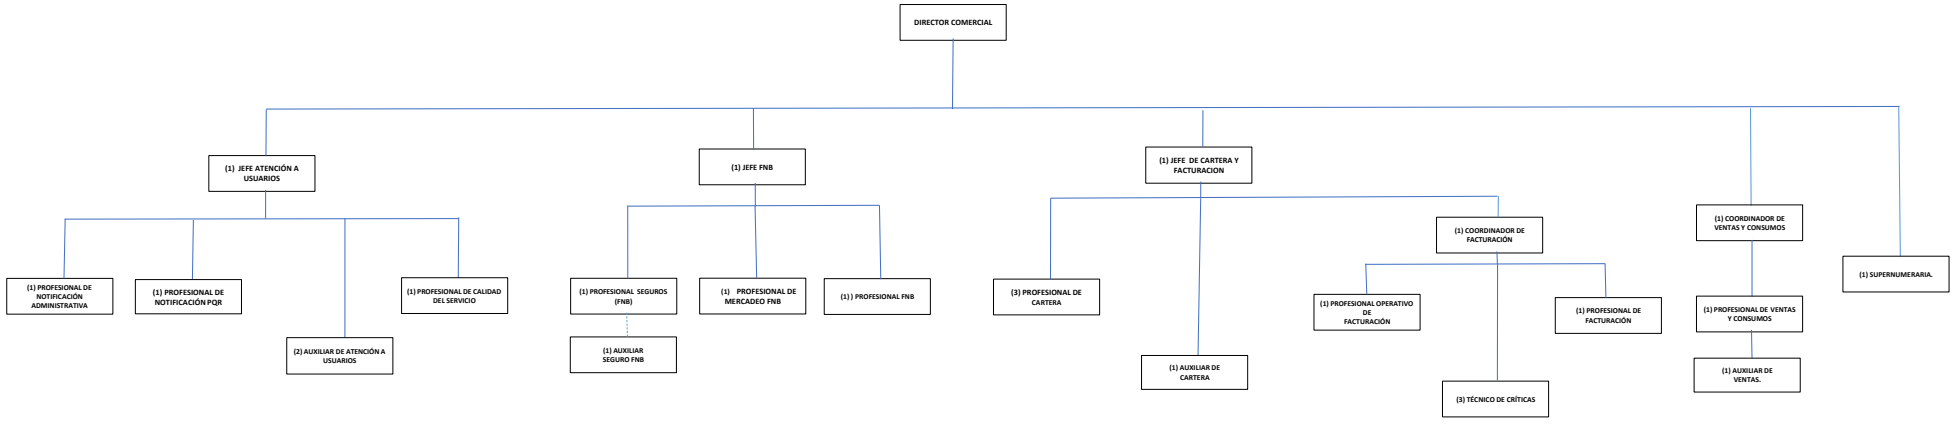 DIRECTOR COMERCIAL
(1) JEFE ATENCIÓN A
USUARIOS
(1) JEFE FNB
(1) JEFE DE CARTERA Y
FACTURACION
(1) COORDINADOR DE
VENTAS Y CONSUMOS
(1) COORDINADOR DE
FACTURACIÓN
(1) SUPERNUMERARIA.
(1) PROFESIONAL DE
NOTIFICACIÓN
ADMINISTRATIVA
(1) PROFESIONAL DE
NOTIFICACIÓN PQR
(1) PROFESIONAL DE CALIDAD
DEL SERVICIO
(1) PROFESIONAL SEGUROS
(FNB)
(1) PROFESIONAL DE
MERCADEO FNB
(1) ) PROFESIONAL FNB
(3) PROFESIONAL DE
CARTERA
(1) PROFESIONAL OPERATIVO
DE
FACTURACIÓN
(1) PROFESIONAL DE
FACTURACIÓN
(1) PROFESIONAL DE VENTAS
Y CONSUMOS
(2) AUXILIAR DE ATENCIÓN A
USUARIOS
(1) AUXILIAR
SEGURO FNB
(1) AUXILIAR DE
CARTERA
(1) AUXILIAR DE
VENTAS.
(3) TÉCNICO DE CRÍTICAS